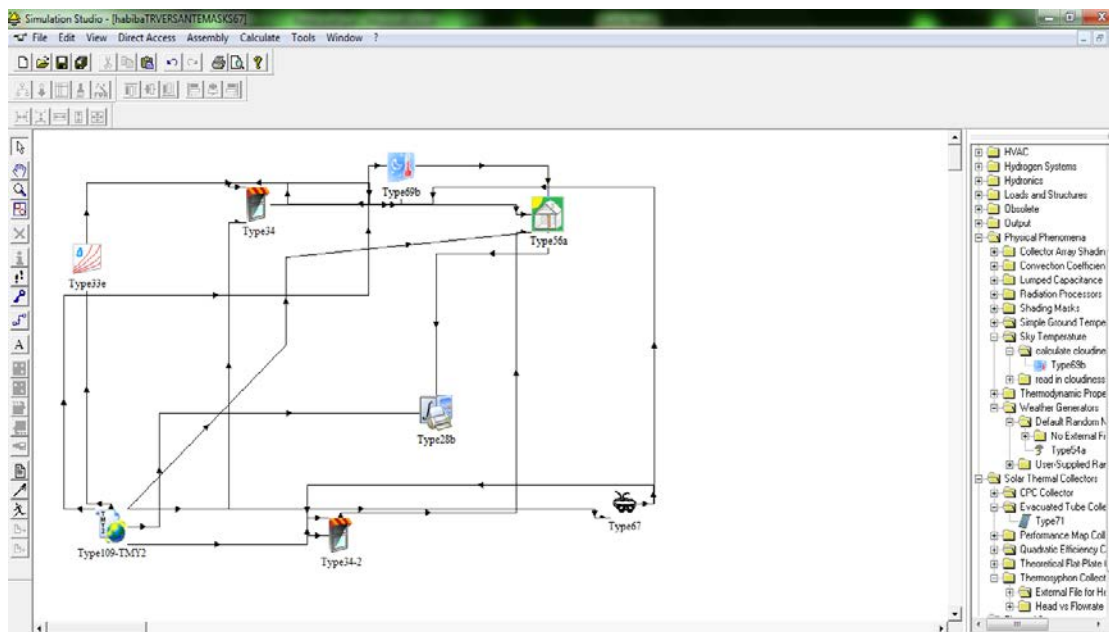 Simulation Studio - [habibaTRVERSANTEMASKS67]
File Edit View Direct Access Assembly Calculate Tools Window ?
A
Type69b
Type34
Type56a
Type33e
Type28b
Type109-TMY2
Type34-2
Type67
HVAC
Hydrogen Systems
Hydronics
Loads and Structures
Obsolete
Output
Physical Phenomena
Collector Array Shadin
Convection Coefficien
Lumped Capacitance
Radiation Processors
Shading Masks
Simple Ground Tempe
Sky Temperature
calculate cloudine
Type69b
read in cloudiness
Thermodynamic Prope
Weather Generators
Default Random N
No External Fi
Type54a
User-Supplied Ran
Solar Thermal Collectors
CPC Collector
Evacuated Tube Colle
Type71
Performance Map Coll
Quadratic Efficiency C
Theoretical Flat Plate
Thermosyphon Collect
External File for He
Head vs Flowrate